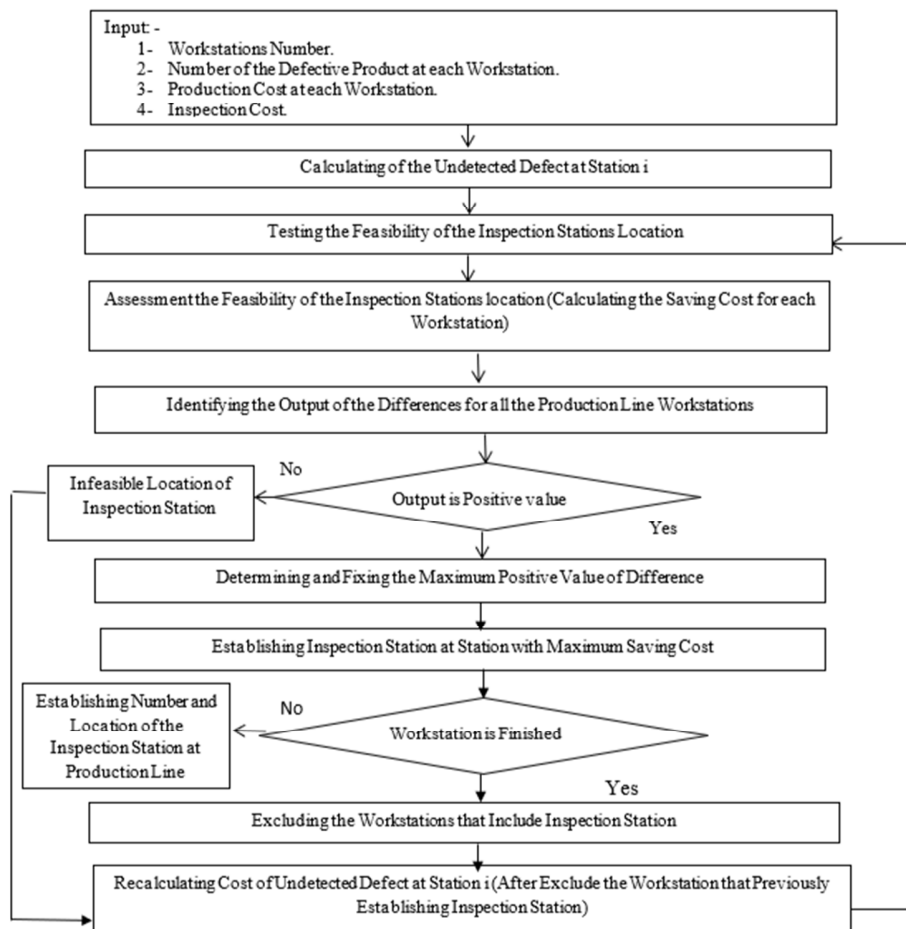 Input: -
1- Workstations Number.
2- Number of the Defective Product at each Workstation.
3- Production Cost at each Workstation.
4- Inspection Cost.
Calculating of the Undetected Defect at Station i
Testing the Feasibility of the Inspection Stations Location
Assessment the Feasibility of the Inspection Stations location (Calculating the Saving Cost for each
Workstation)
Identifying the Output of the Differences for all the Production Line Workstations
No
Infeasible Location of
Inspection Station
Output is Positive value
Yes
Determining and Fixing the Maximum Positive Value of Difference
Establishing Inspection Station at Station with Maximum Saving Cost
Establishing Number and
Location of the
Inspection Station at
Production Line
No
Workstation is Finished
Yes
Excluding the Workstations that Include Inspection Station
Recalculating Cost of Undetected Defect at Station i (After Exclude the Workstation that Previously
Establishing Inspection Station)